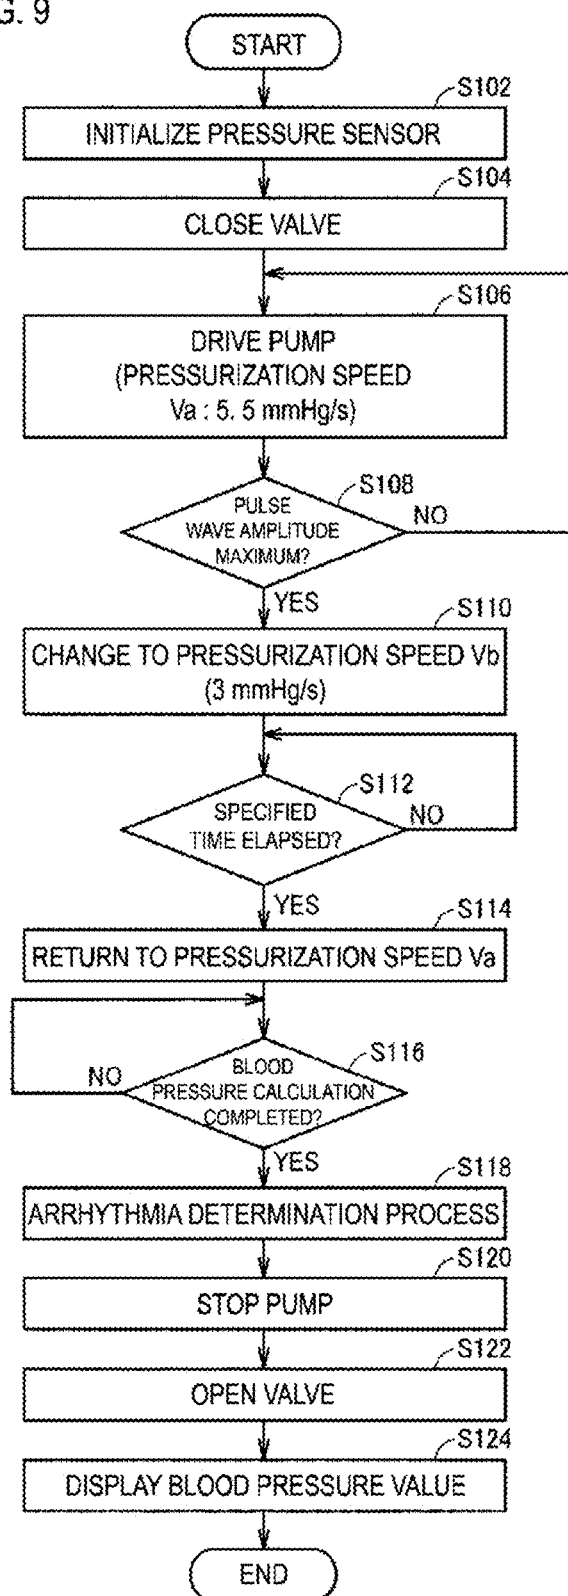 G. 9
START
S102
INITIALIZE PRESSURE SENSOR
S104
CLOSE VALVE
S106
DRIVE PUMP
(PRESSURIZATION SPEED
Va : 5. 5 mmHg/s)
S108
PULSE
WAVE AMPLITUDE
MAXIMUM?
NO
YES
S110
CHANGE TO PRESSURIZATION SPEED Vb
(3 mmHg/s)
S112
SPECIFIED
TIME ELAPSED?
NO
YES
S114
RETURN TO PRESSURIZATION SPEED Va
S116
BLOOD
PRESSURE CALCULATION
COMPLETED?
NO
YES
S118
ARRHYTHMIA DETERMINATION PROCESS
S120
STOP PUMP
S122
OPEN VALVE
S124
DISPLAY BLOOD PRESSURE VALUE
END